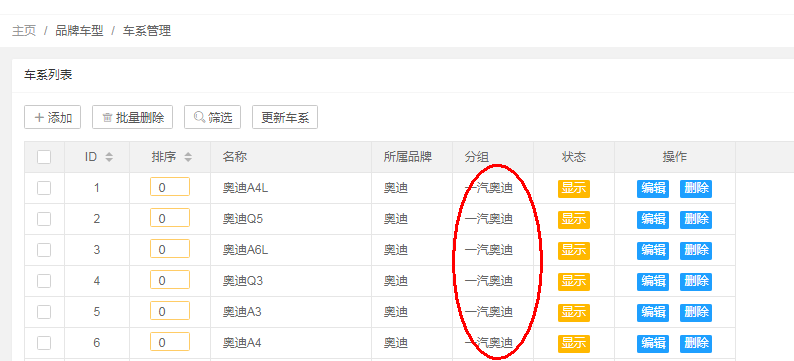 主页 / 品牌车型 / 车系管理
车系列表
添加 批量删除 筛选 更新车系
ID 排序 名称 所属品牌 分组 状态 操作
1 0 奥迪A4L 奥迪 一汽奥迪 显示 编辑 删除
2 0 奥迪Q5 奥迪 一汽奥迪 显示 编辑 删除
3 0 奥迪A6L 奥迪 一汽奥迪 显示 编辑 删除
4 0 奥迪Q3 奥迪 一汽奥迪 显示 编辑 删除
5 0 奥迪A3 奥迪 一汽奥迪 显示 编辑 删除
6 0 奥迪A4 奥迪 一汽奥迪 显示 编辑 删除